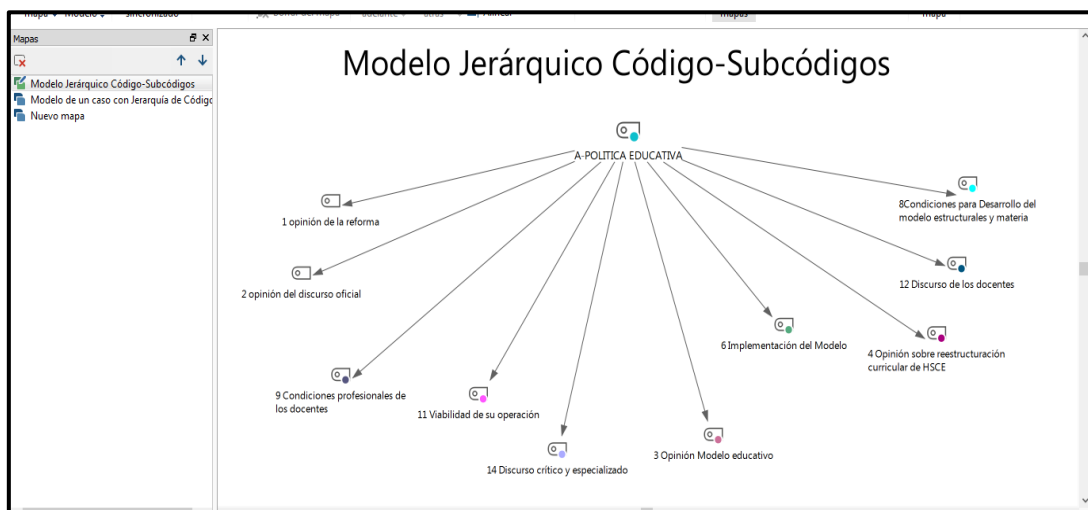 Mapas
Modelo Jerárquico Código-Subcódigos
Modelo de un caso con Jerarquía de Códigc
Nuevo mapa
Modelo Jerárquico Código-Subcódigos
A-POLITICA EDUCATIVA
1 opinión de la reforma
2 opinión del discurso oficial
9 Condiciones profesionales de
los docentes
11 Viabilidad de su operación
14 Discurso crítico y especializado
3 Opinión Modelo educativo
6 Implementación del Modelo
4 Opinión sobre reestructuración
curricular de HSCE
12 Discurso de los docentes
8Condiciones para Desarrollo del
modelo estructurales y materia